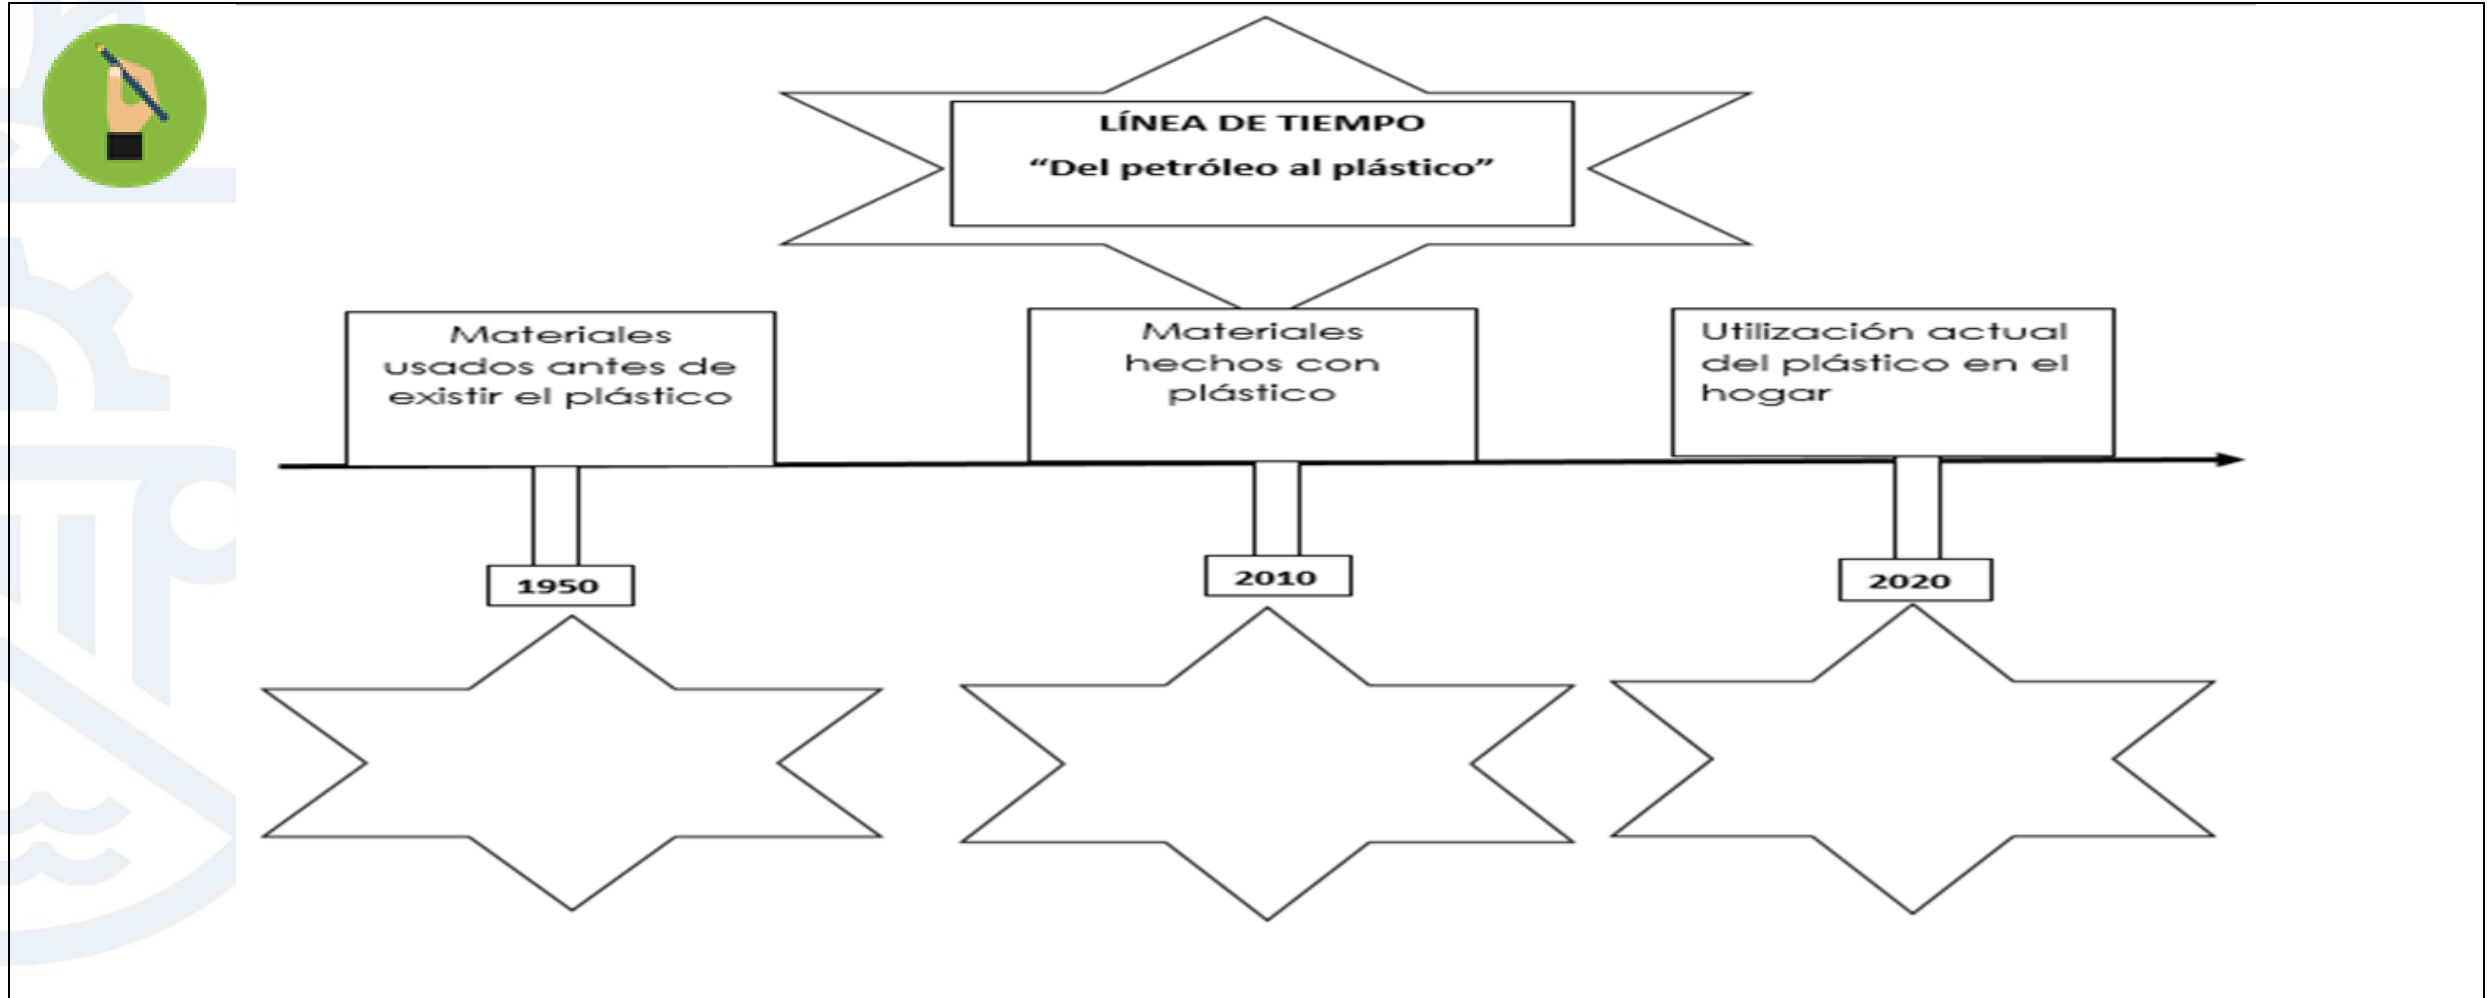 LÍNEA DE TIEMPO
“Del petróleo al plástico”
Materiales
usados antes de
existir el plástico
Materiales
hechos con
plástico
Utilización actual
del plástico en el
hogar
1950
2010
2020